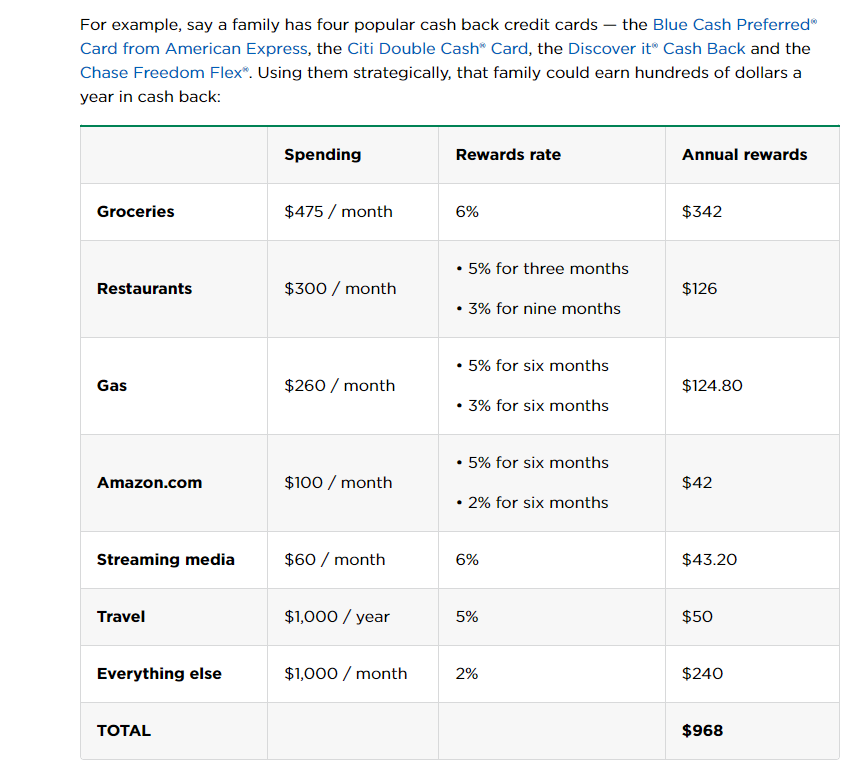 For example, say a family has four popular cash back credit cards — the Blue Cash Preferred®
Card from American Express, the Citi Double Cash® Card, the Discover it® Cash Back and the
Chase Freedom Flex®. Using them strategically, that family could earn hundreds of dollars a
year in cash back:
Spending Rewards rate Annual rewards
Groceries $475 / month 6% $342
Restaurants $300 / month • 5% for three months • 3% for nine months $126
Gas $260 / month • 5% for six months • 3% for six months $124.80
Amazon.com $100 / month • 5% for six months • 2% for six months $42
Streaming media $60 / month 6% $43.20
Travel $1,000 / year 5% $50
Everything else $1,000 / month 2% $240
TOTAL $968